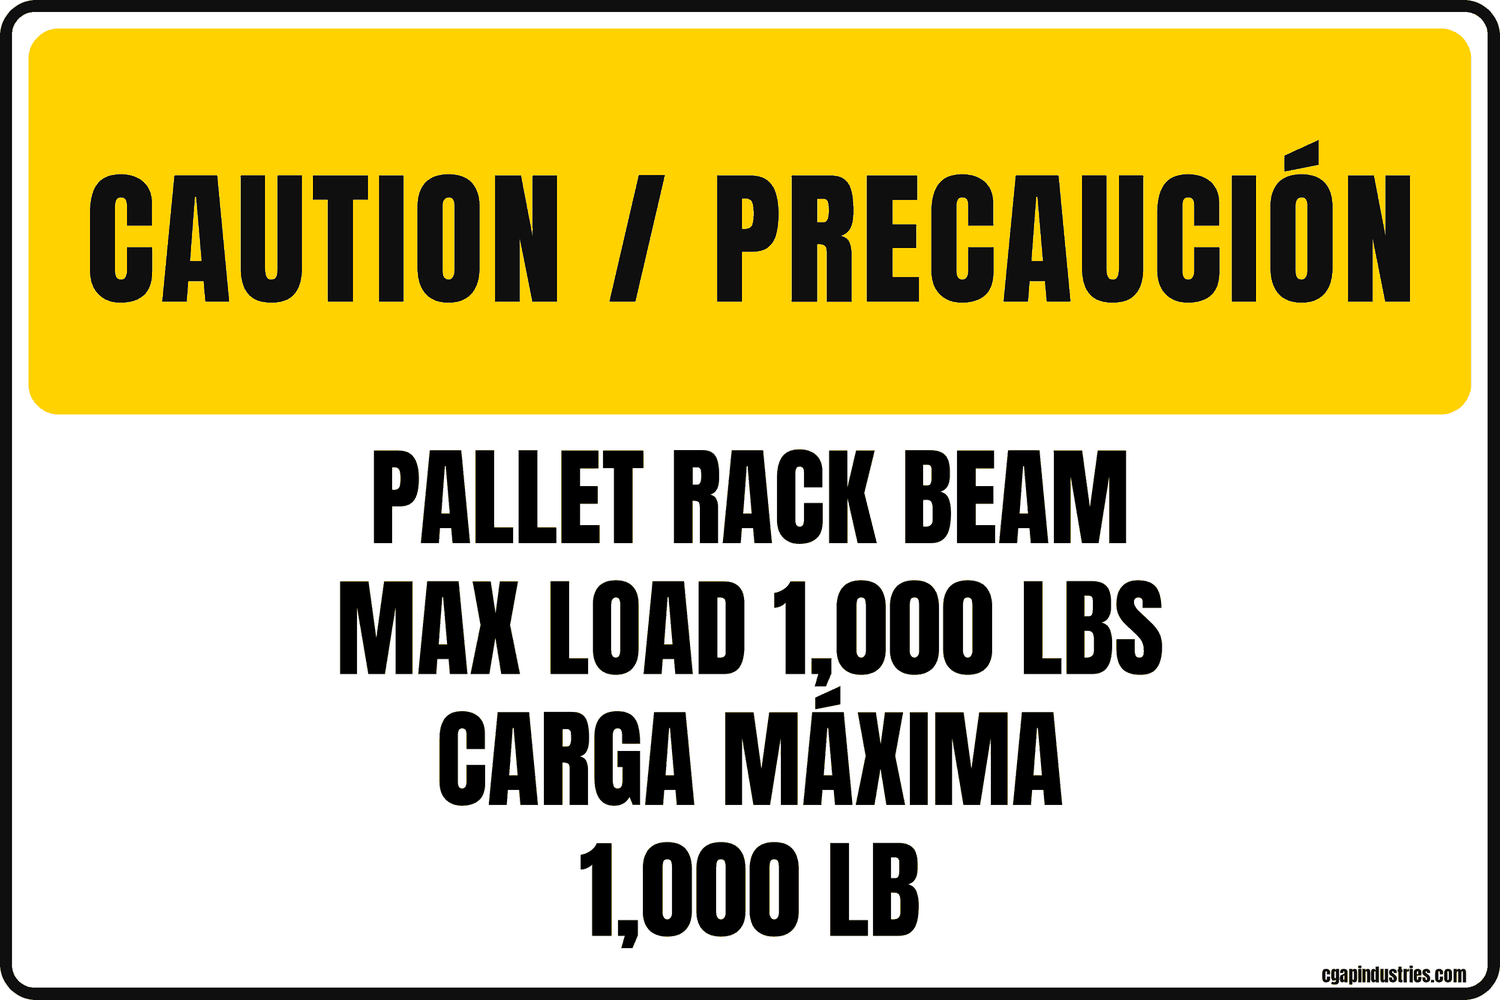 CAUTION / PRECAUCIÓN
PALLET RACK BEAM
MAX LOAD 1,000 LBS
CARGA MÁXIMA
1,000 LB
cgapindustries.com